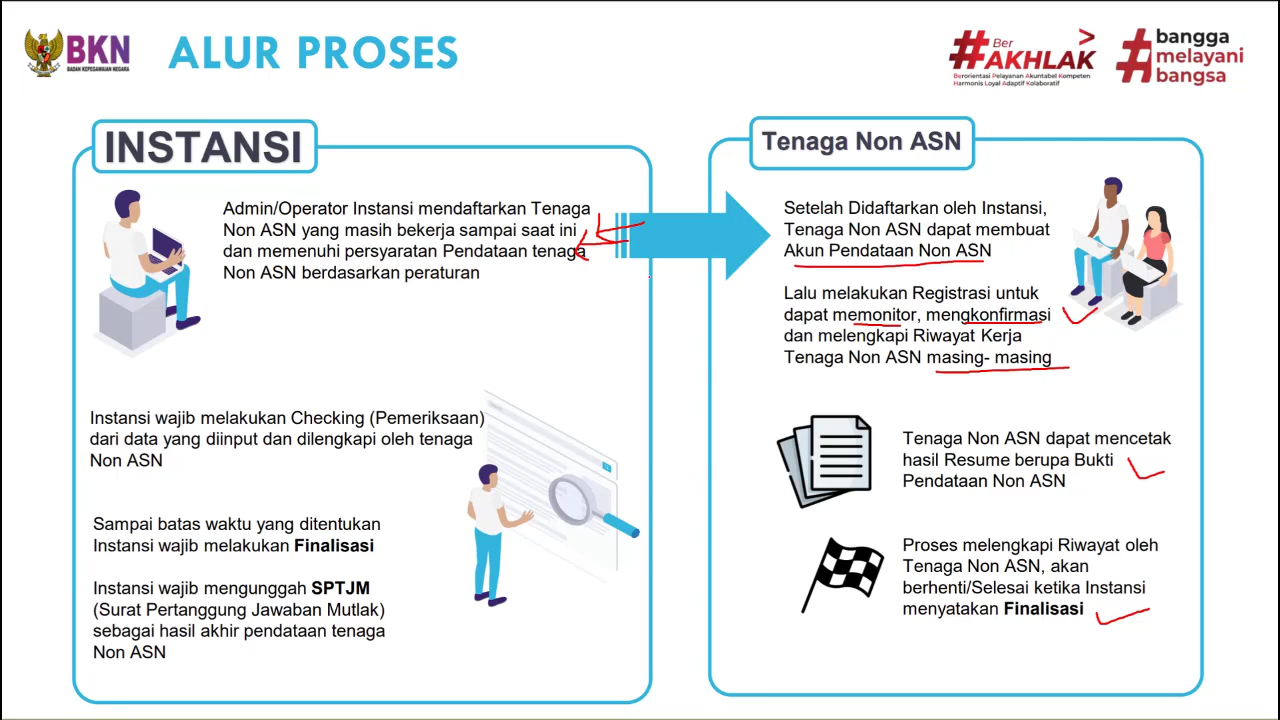 BKN
BADAN KEPEGAWAIAN NEGARA
ALUR PROSES
#Ber
AKHLAK
Berorientasi Pelayanan Akuntabel Kompeten
Harmonis Loyal Adaptif Kolaboratif
#bangga
melayani
bangsa
INSTANSI
Admin/Operator Instansi mendaftarkan Tenaga
Non ASN yang masih bekerja sampai saat ini
dan memenuhi persyaratan Pendataan tenaga
Non ASN berdasarkan peraturan
Instansi wajib melakukan Checking (Pemeriksaan)
dari data yang diinput dan dilengkapi oleh tenaga
Non ASN
Sampai batas waktu yang ditentukan
Instansi wajib melakukan Finalisasi
Instansi wajib mengunggah SPTJM
(Surat Pertanggung Jawaban Mutlak)
sebagai hasil akhir pendataan tenaga
Non ASN
Tenaga Non ASN
Setelah Didaftarkan oleh Instansi,
Tenaga Non ASN dapat membuat
Akun Pendataan Non ASN
Lalu melakukan Registrasi untuk
dapat memonitor, mengkonfirmasi
dan melengkapi Riwayat Kerja
Tenaga Non ASN masing- masing
Tenaga Non ASN dapat mencetak
hasil Resume berupa Bukti
Pendataan Non ASN
Proses melengkapi Riwayat oleh
Tenaga Non ASN, akan
berhenti/Selesai ketika Instansi
menyatakan Finalisasi